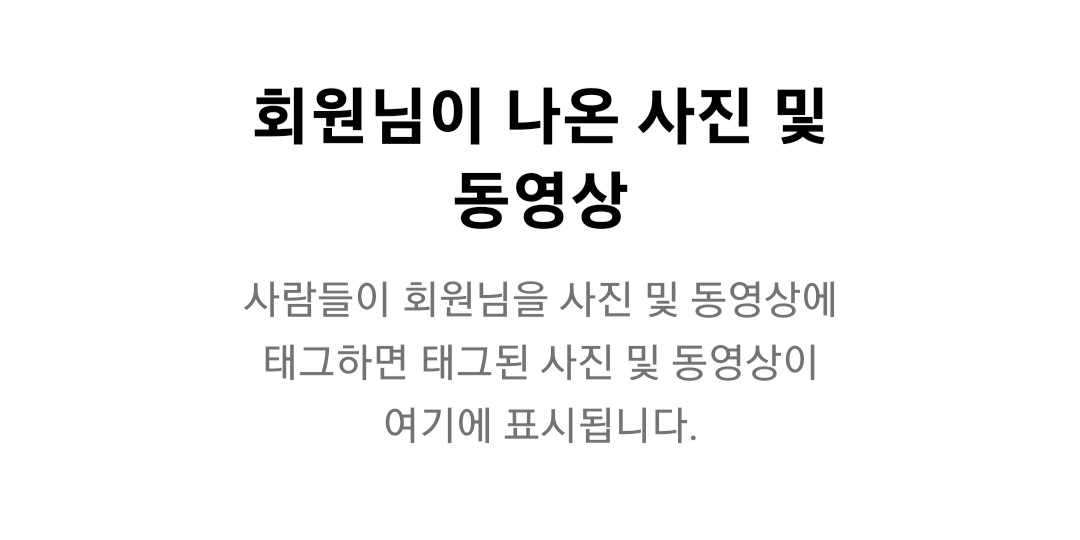 회원님이 나온 사진 및
동영상
사람들이 회원님을 사진 및 동영상에
태그하면 태그된 사진 및 동영상이
여기에 표시됩니다.